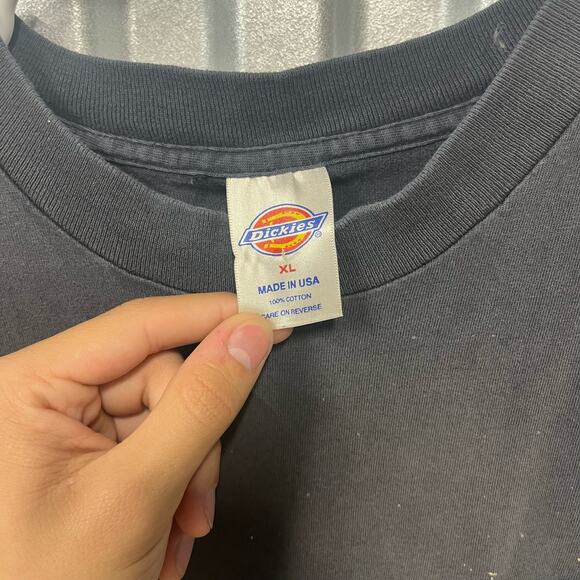 Dickies®
XL
MADE IN USA
100% COTTON
CARE ON REVERSE